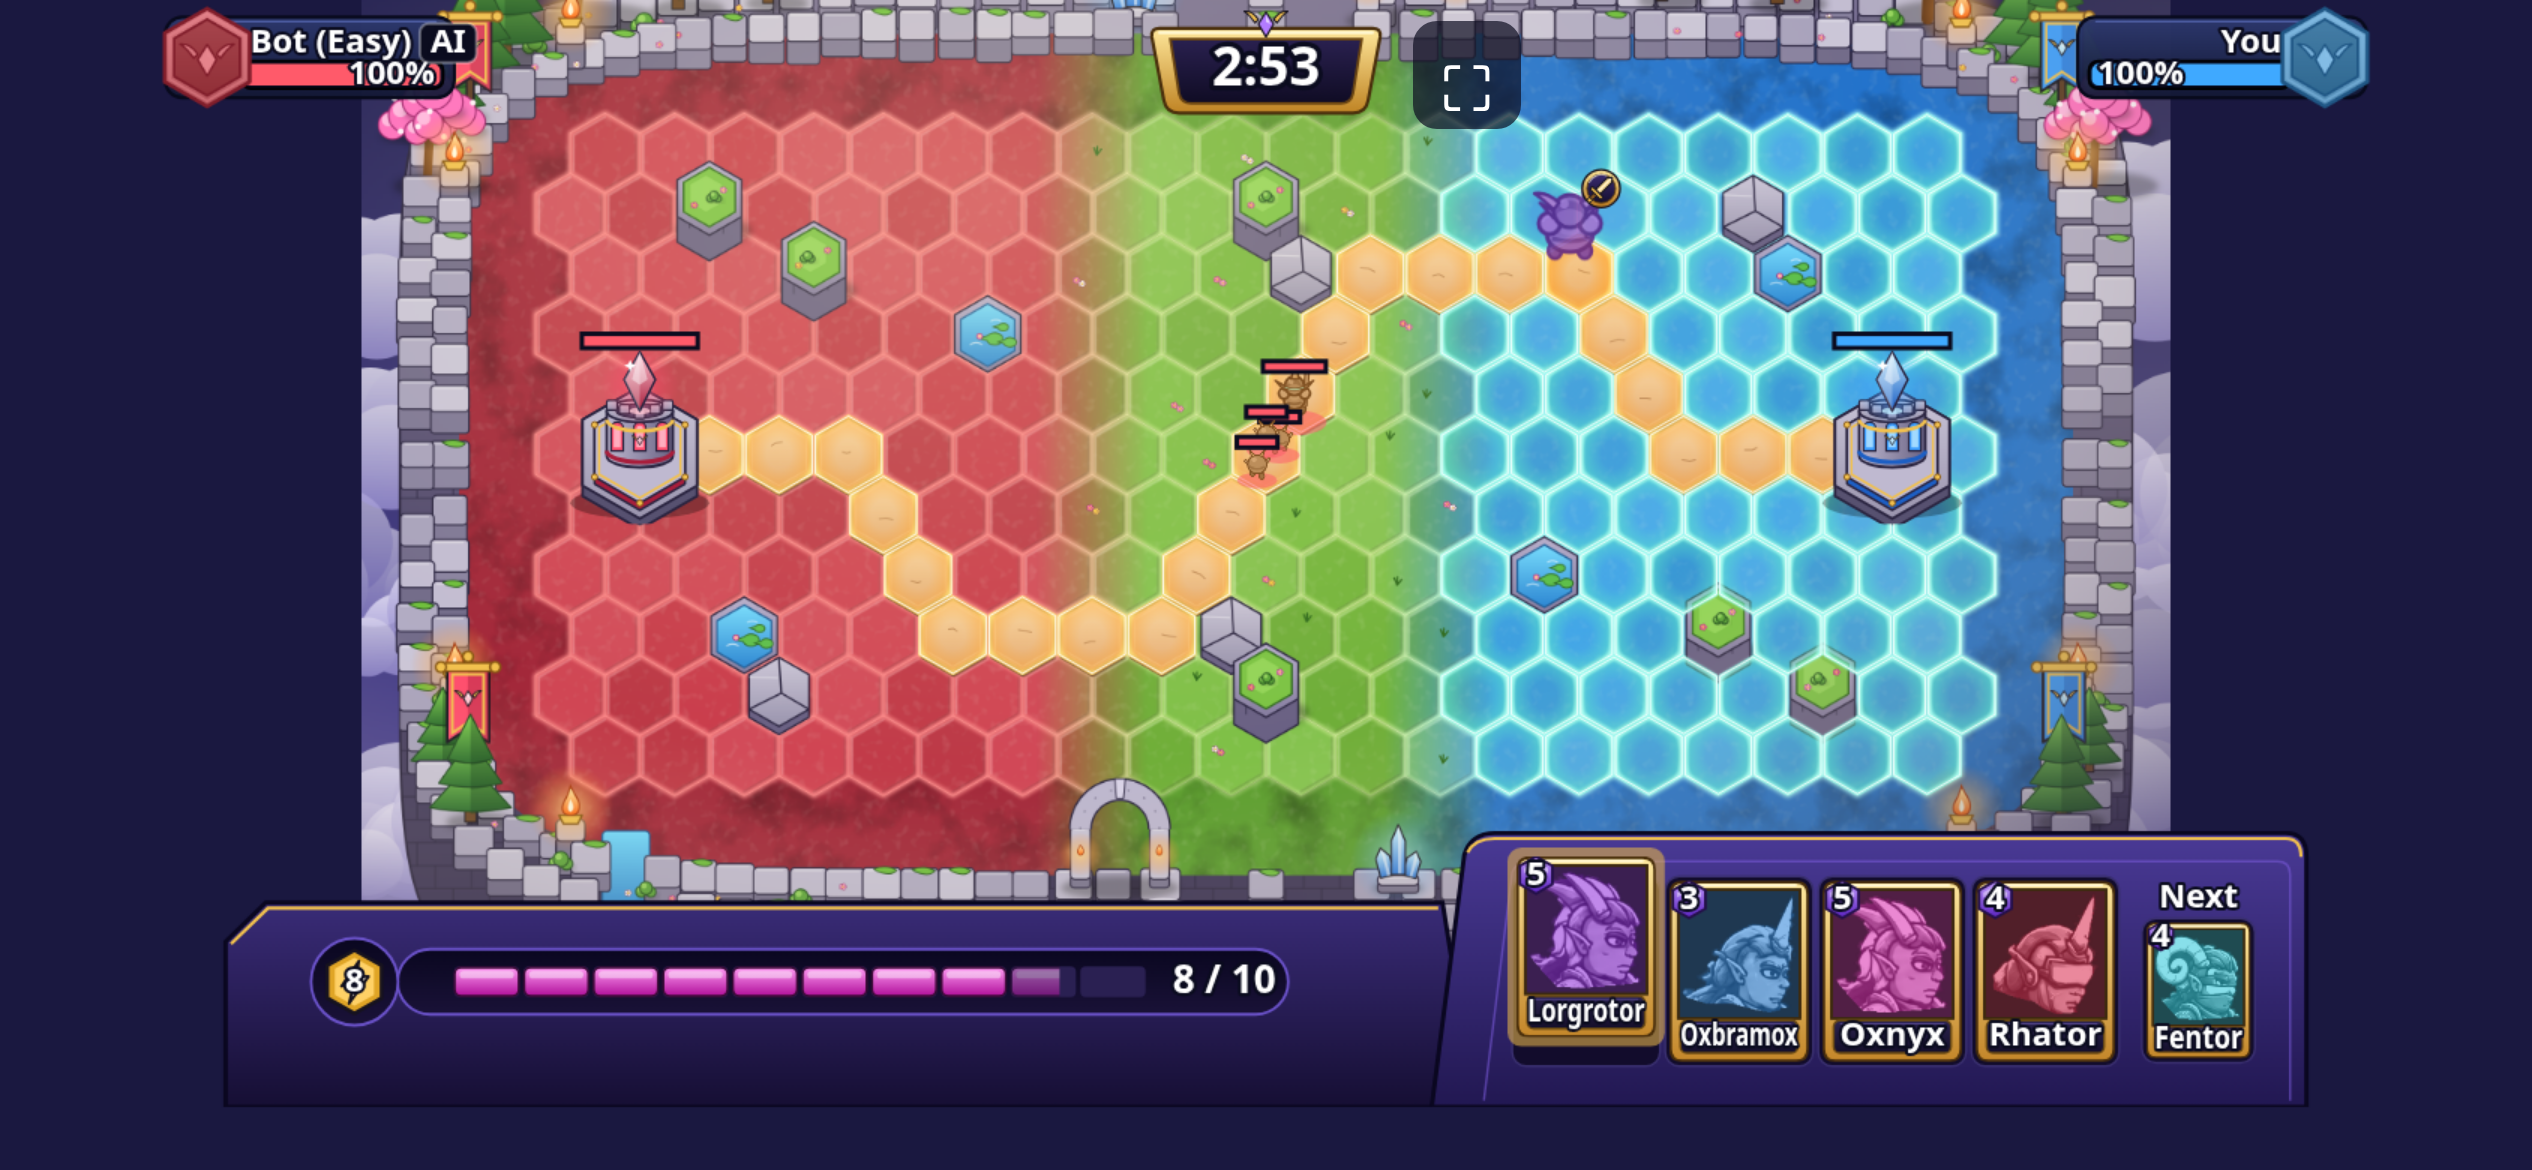 Bot (Easy) AI
100%
2:53
You
100%
8
8 / 10
5
Lorgrotor
3
Oxbramox
5
Oxnyx
4
Rhator
Next
4
Fentor